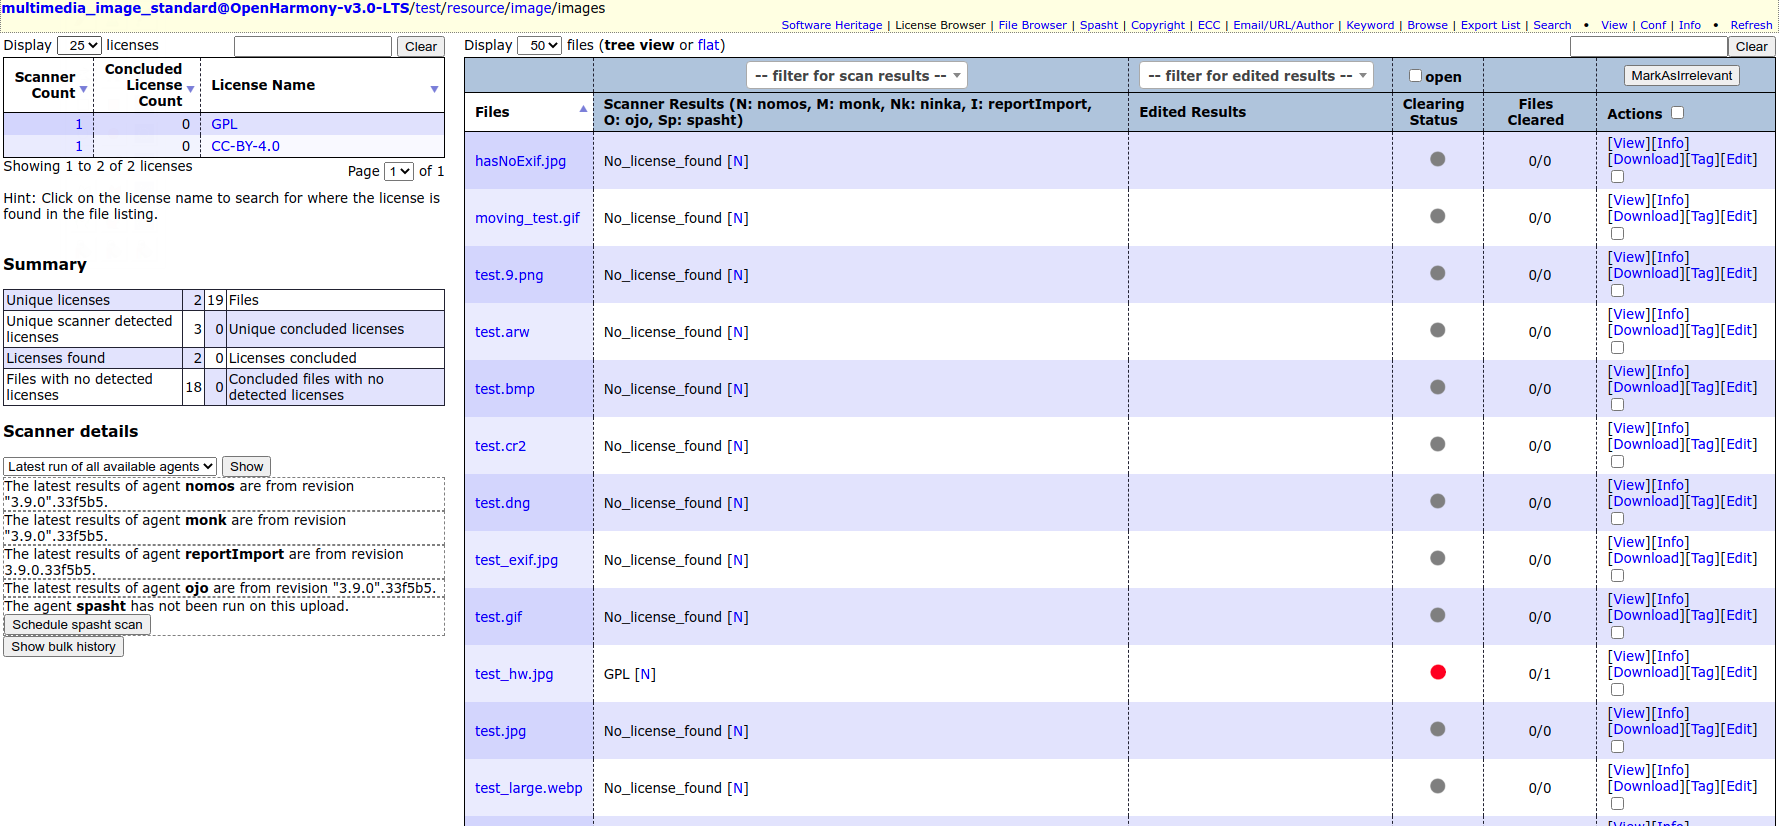 multimedia_image_standard@OpenHarmony-v3.0-LTS/test/resource/image/images
Software Heritage | License Browser | File Browser | Spasht | Copyright | ECC | Email/URL/Author | Keyword | Browse | Export List | Search • View | Conf | Info • Refresh
Display 25 licenses Clear
Scanner Count Concluded License Count License Name
1 0 GPL
1 0 CC-BY-4.0
Showing 1 to 2 of 2 licenses
Page 1 of 1
Hint: Click on the license name to search for where the license is
found in the file listing.
Summary
Unique licenses 2 19 Files
Unique scanner detected licenses 3 0 Unique concluded licenses
Licenses found 2 0 Licenses concluded
Files with no detected licenses 18 0 Concluded files with no detected licenses
Scanner details
Latest run of all available agents Show
The latest results of agent nomos are from revision
"3.9.0".33f5b5.
The latest results of agent monk are from revision
"3.9.0".33f5b5.
The latest results of agent reportImport are from revision
3.9.0.33f5b5.
The latest results of agent ojo are from revision "3.9.0".33f5b5.
The agent spasht has not been run on this upload.
Schedule spasht scan
Show bulk history
Display 50 files (tree view or flat) Clear
-- filter for scan results -- -- filter for edited results -- open MarkAsIrrelevant
Files Scanner Results (N: nomos, M: monk, Nk: ninka, I: reportImport, O: ojo, Sp: spasht) Edited Results Clearing Status Files Cleared Actions
hasNoExif.jpg No_license_found [N] 0/0 [View][Info]
[Download][Tag][Edit]
moving_test.gif No_license_found [N] 0/0 [View][Info]
[Download][Tag][Edit]
test.9.png No_license_found [N] 0/0 [View][Info]
[Download][Tag][Edit]
test.arw No_license_found [N] 0/0 [View][Info]
[Download][Tag][Edit]
test.bmp No_license_found [N] 0/0 [View][Info]
[Download][Tag][Edit]
test.cr2 No_license_found [N] 0/0 [View][Info]
[Download][Tag][Edit]
test.dng No_license_found [N] 0/0 [View][Info]
[Download][Tag][Edit]
test_exif.jpg No_license_found [N] 0/0 [View][Info]
[Download][Tag][Edit]
test.gif No_license_found [N] 0/0 [View][Info]
[Download][Tag][Edit]
test_hw.jpg GPL [N] 0/1 [View][Info]
[Download][Tag][Edit]
test.jpg No_license_found [N] 0/0 [View][Info]
[Download][Tag][Edit]
test_large.webp No_license_found [N] 0/0 [View][Info]
[Download][Tag][Edit]